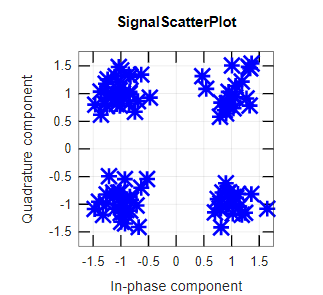 SignalScatterPlot
Quadrature component
1.5
1
0.5
0
-0.5
-1
-1.5
-1.5 -1 -0.5 0 0.5 1 1.5
In-phase component